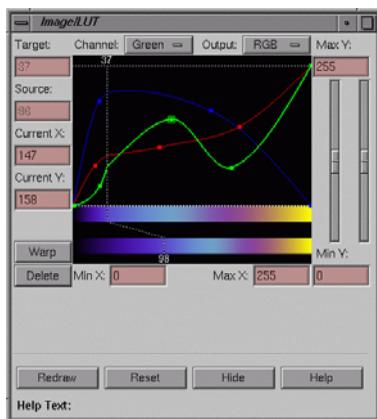 Image/LUT
Target: Channel: Green Output: RGB Max Y:
37 37 255
Source:
98
Current X:
147
Current Y:
158
Warp Min Y:
98
Delete Min X: 0 Max X: 255 0
Redraw Reset Hide Help
Help Text: